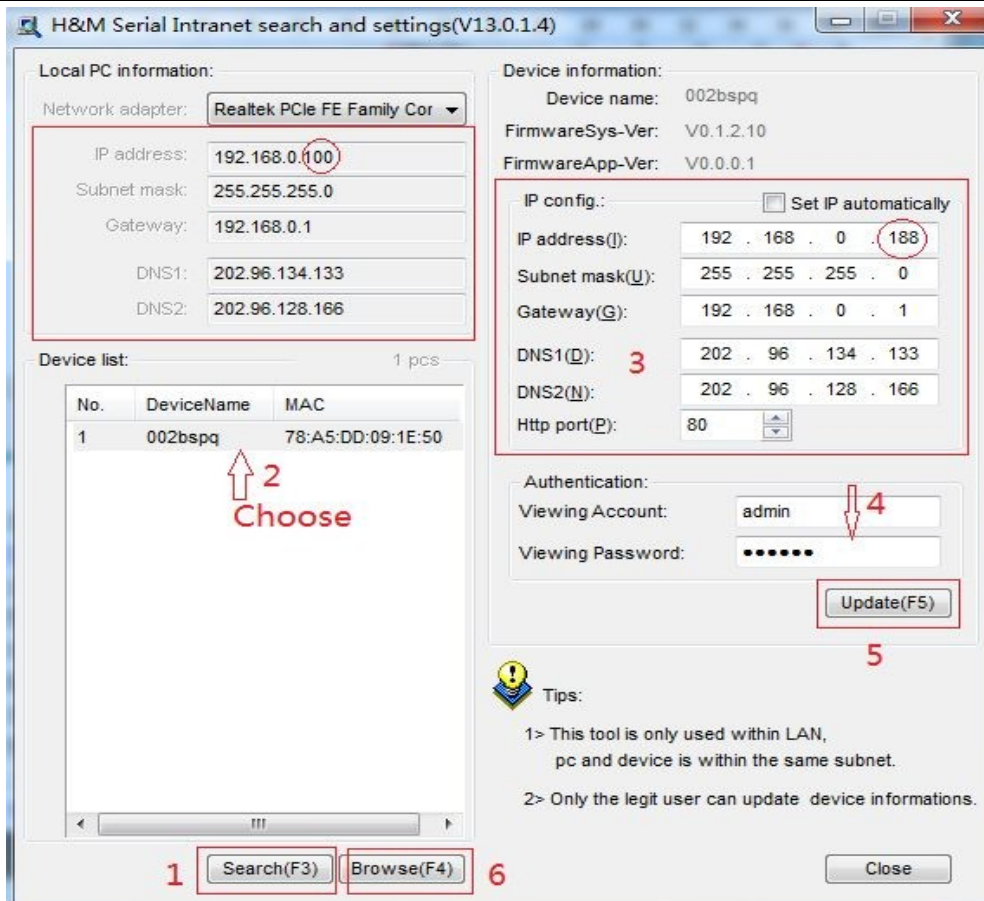 H&M Serial Intranet search and settings(V13.0.1.4)
Local PC information:
Network adapter: Realtek PCIe FE Family Cor
IP address: 192.168.0.100
Subnet mask: 255.255.255.0
Gateway: 192.168.0.1
DNS1: 202.96.134.133
DNS2: 202.96.128.166
Device list: 1 pcs
No. DeviceName MAC
1 002bspq 78:A5:DD:09:1E:50
2
Choose
1 Search(F3) Browse(F4) 6
Device information:
Device name: 002bspq
FirmwareSys-Ver: V0.1.2.10
FirmwareApp-Ver: V0.0.0.1
IP config.: Set IP automatically
IP address(I): 192 . 168 . 0 . 188
Subnet mask(U): 255 . 255 . 255 . 0
Gateway(G): 192 . 168 . 0 . 1
DNS1(D): 202 . 96 . 134 . 133
3
DNS2(N): 202 . 96 . 128 . 166
Http port(P): 80
Authentication:
Viewing Account: admin
4
Viewing Password: ••••••
Update(F5)
5
Tips:
1> This tool is only used within LAN,
pc and device is within the same subnet.
2> Only the legit user can update device informations.
Close